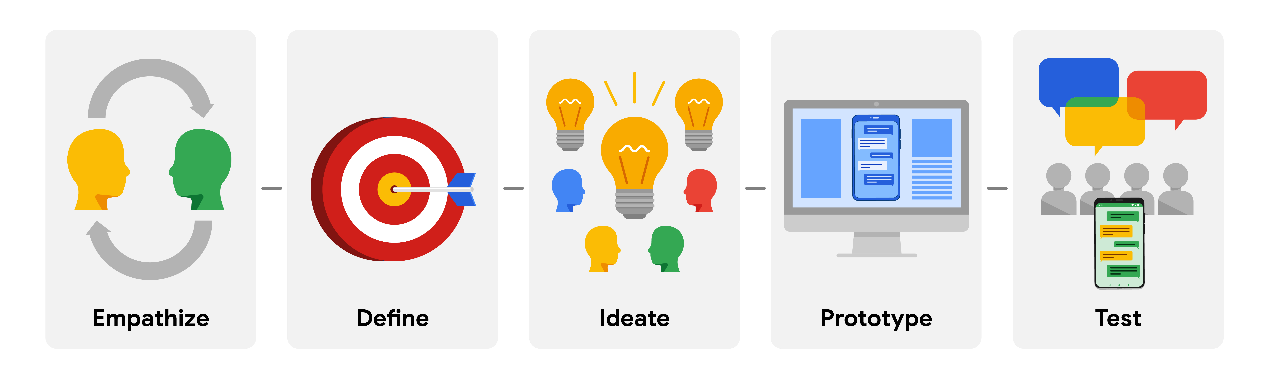 Empathize
Define
Ideate
Prototype
Test